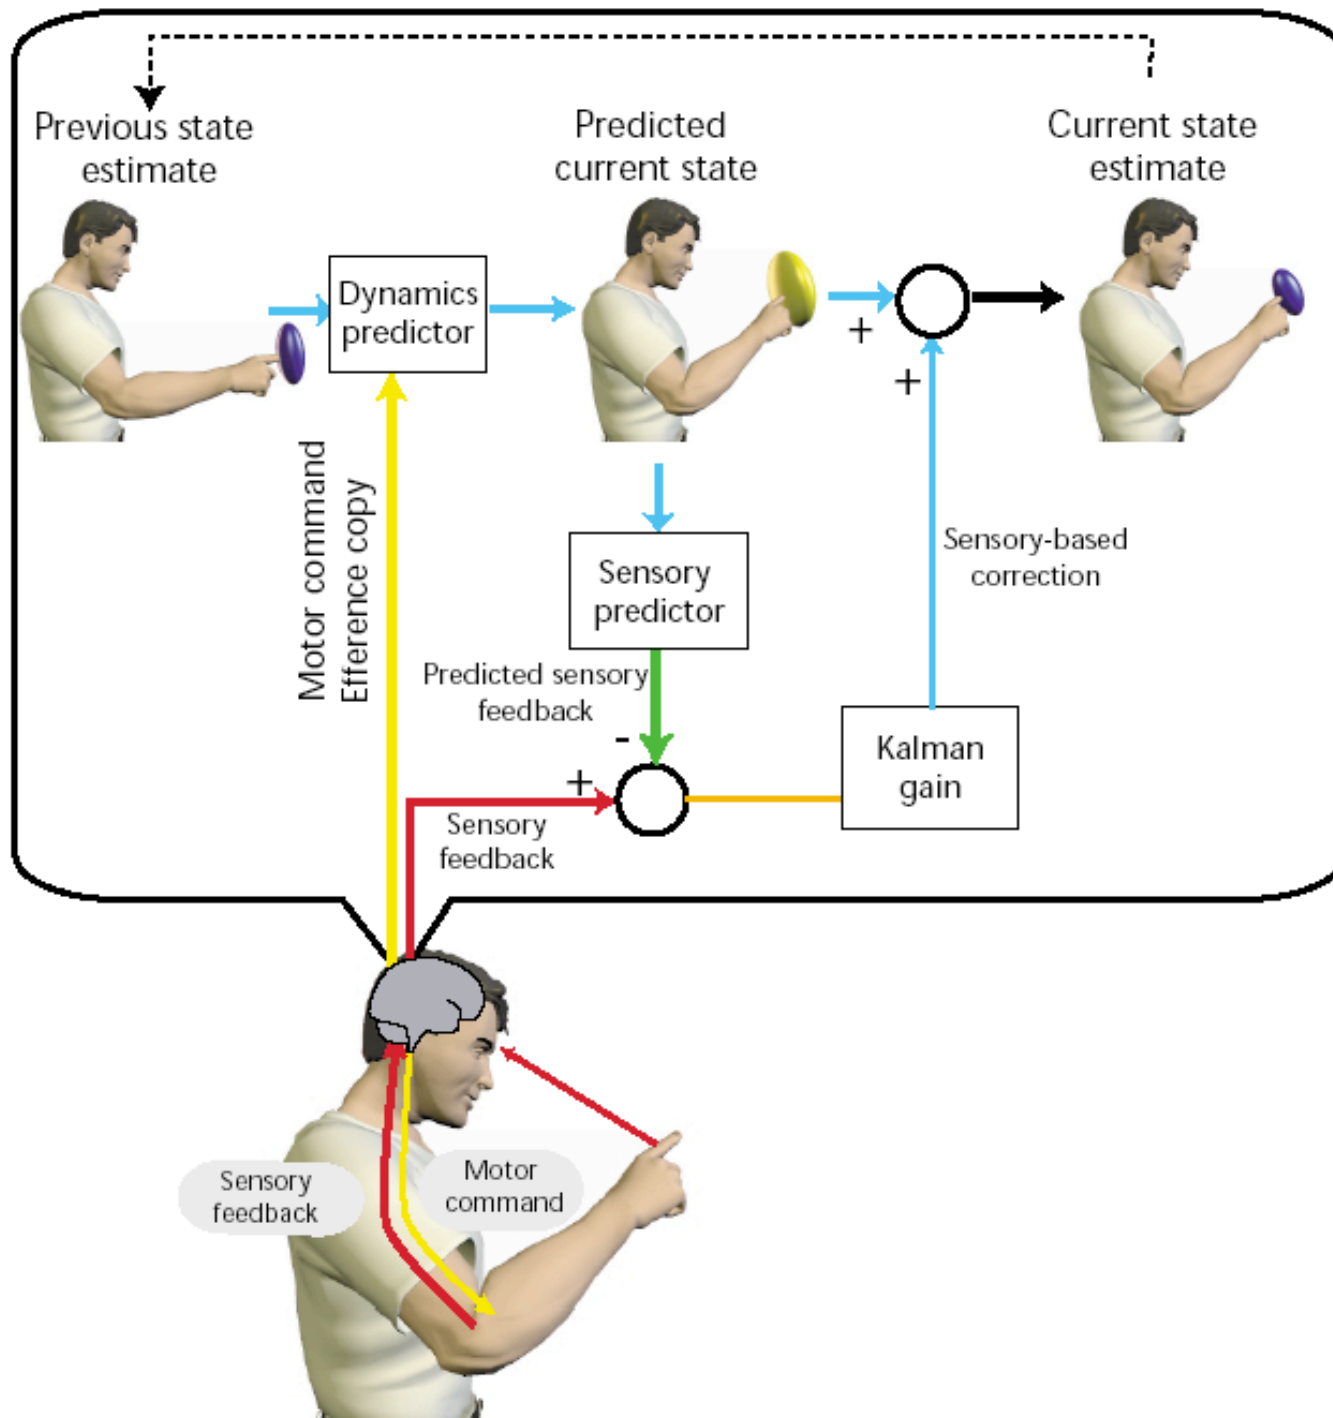 Previous state
estimate
Predicted
current state
Current state
estimate
Dynamics
predictor
+
+
Motor command
Efference copy
Sensory
predictor
Sensory-based
correction
Predicted sensory
feedback
-
+
Kalman
gain
Sensory
feedback
Sensory
feedback
Motor
command